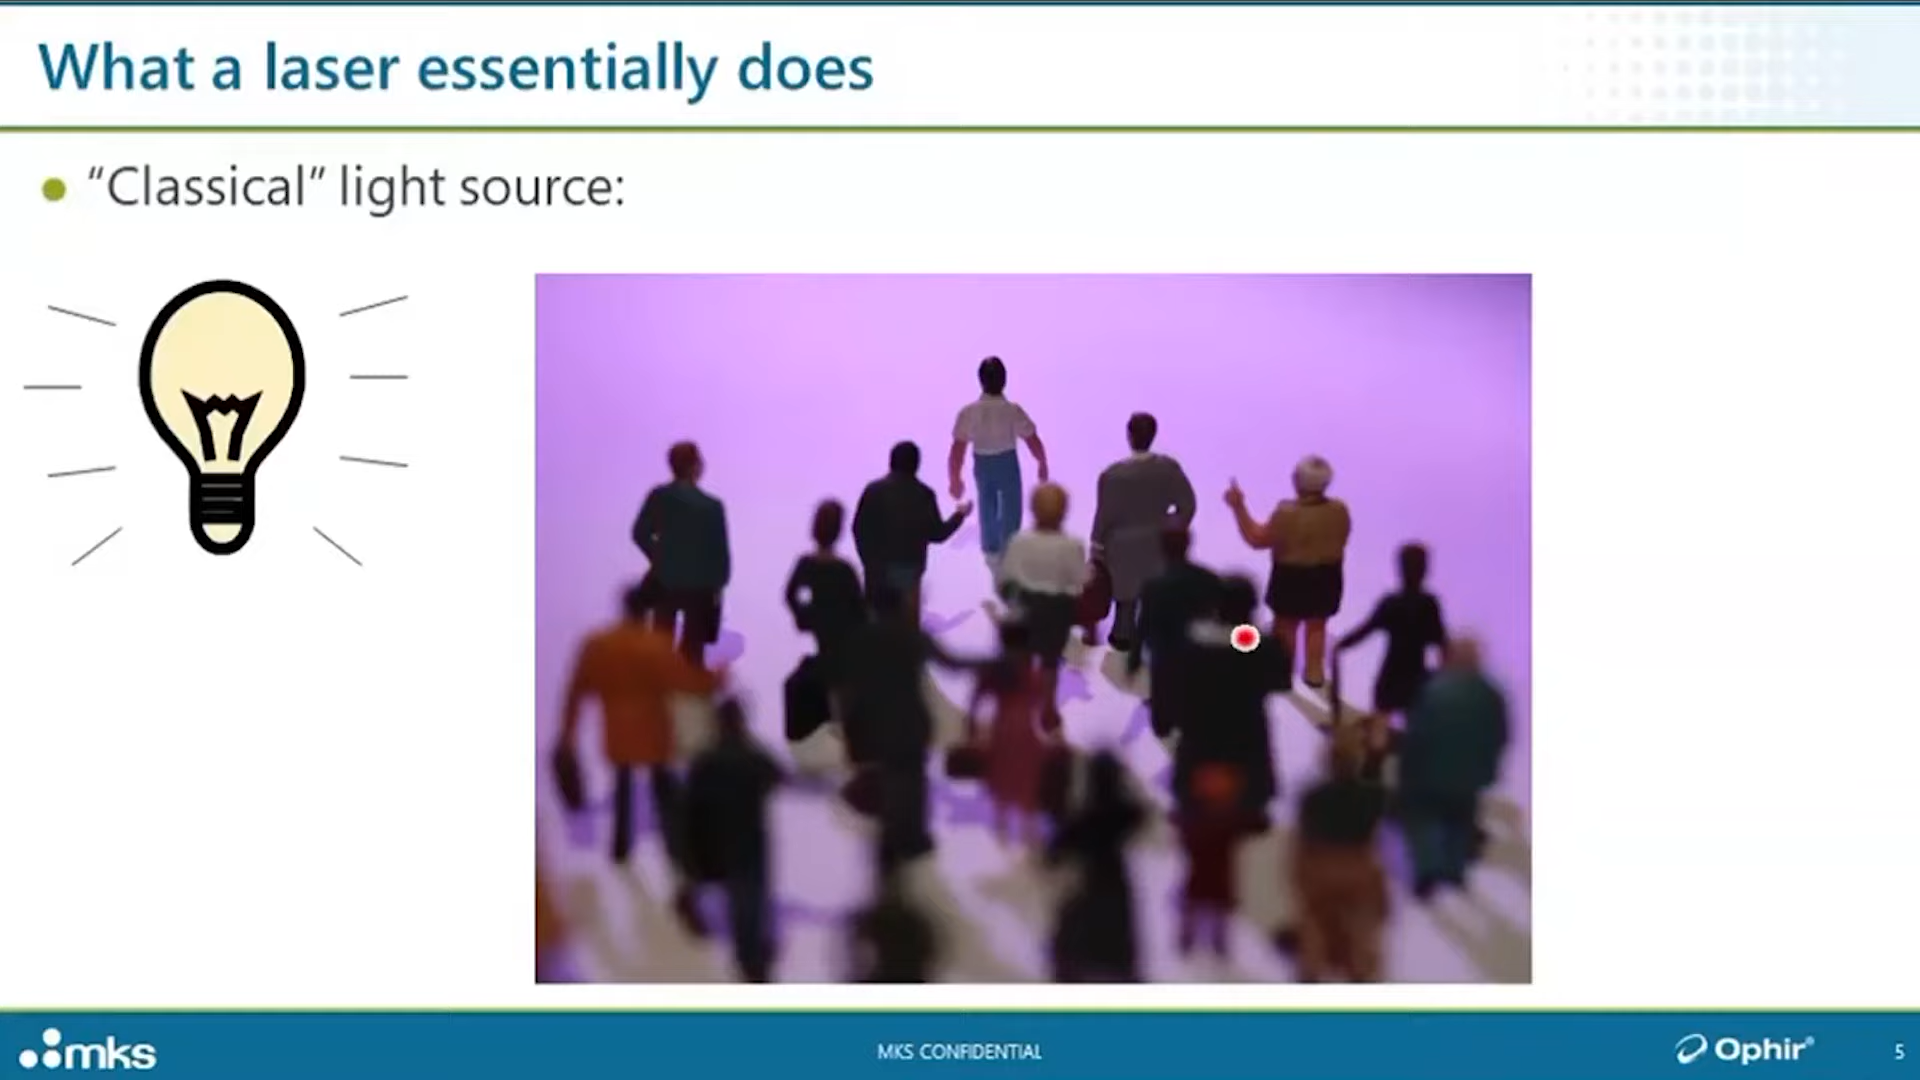 What a laser essentially does
“Classical” light source:
mks
MKS CONFIDENTIAL
Ophir®
5